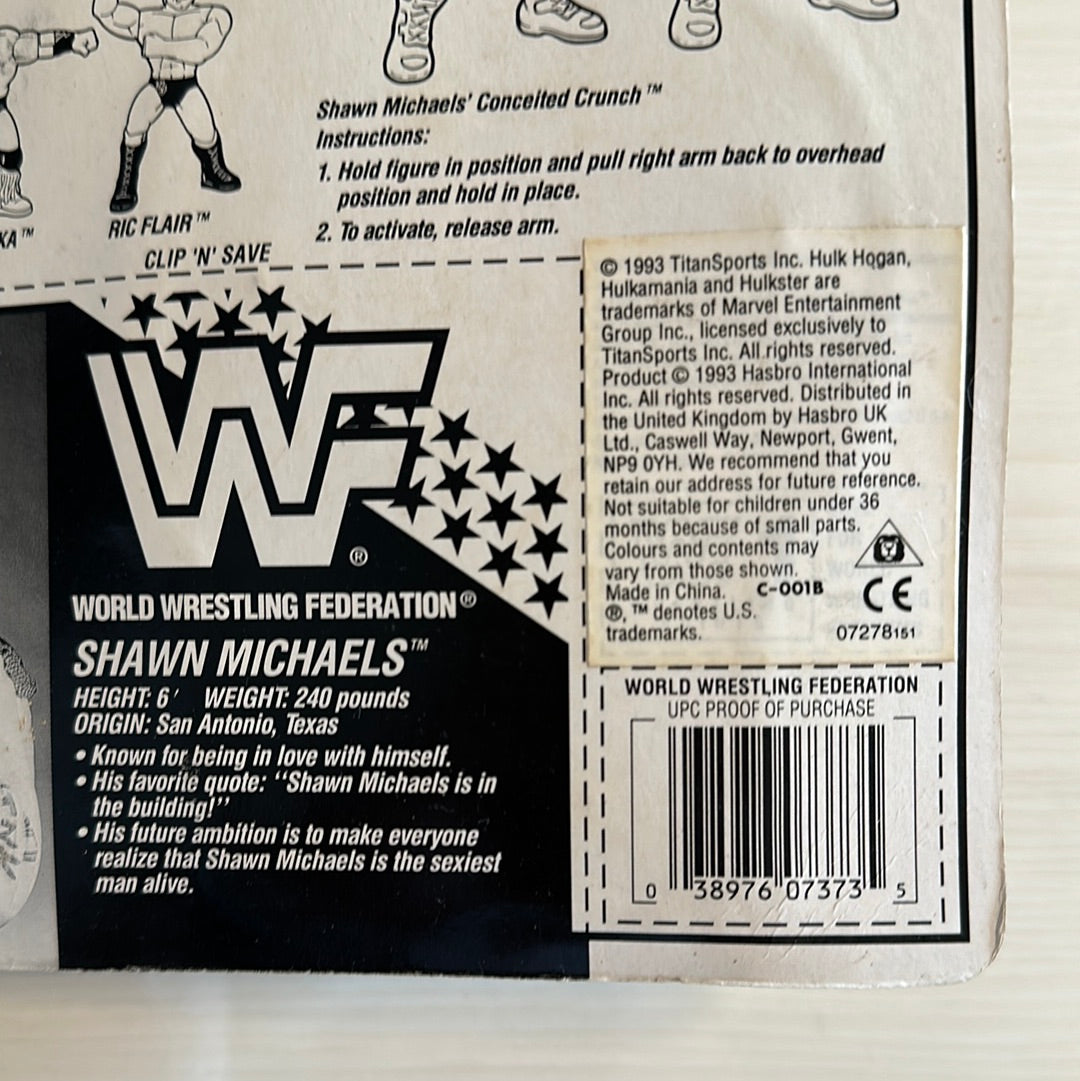 Shawn Michaels' Conceited Crunch™
Instructions:
1. Hold figure in position and pull right arm back to overhead
position and hold in place.
2. To activate, release arm.
KA™
RIC FLAIR™
CLIP 'N' SAVE
© 1993 TitanSports Inc. Hulk Hogan,
Hulkamania and Hulkster are
trademarks of Marvel Entertainment
Group Inc., licensed exclusively to
TitanSports Inc. All rights reserved.
Product © 1993 Hasbro International
Inc. All rights reserved. Distributed in
the United Kingdom by Hasbro UK
Ltd., Caswell Way, Newport, Gwent,
NP9 0YH. We recommend that you
retain our address for future reference.
Not suitable for children under 36
months because of small parts.
Colours and contents may
vary from those shown.
Made in China. C-001B
®, ™ denotes U.S.
trademarks.
CE
07278151
WF
®
WORLD WRESTLING FEDERATION®
SHAWN MICHAELS™
HEIGHT: 6' WEIGHT: 240 pounds
ORIGIN: San Antonio, Texas
• Known for being in love with himself.
• His favorite quote: "Shawn Michaels is in
the building!"
• His future ambition is to make everyone
realize that Shawn Michaels is the sexiest
man alive.
WORLD WRESTLING FEDERATION
UPC PROOF OF PURCHASE
0 38976 07373 5